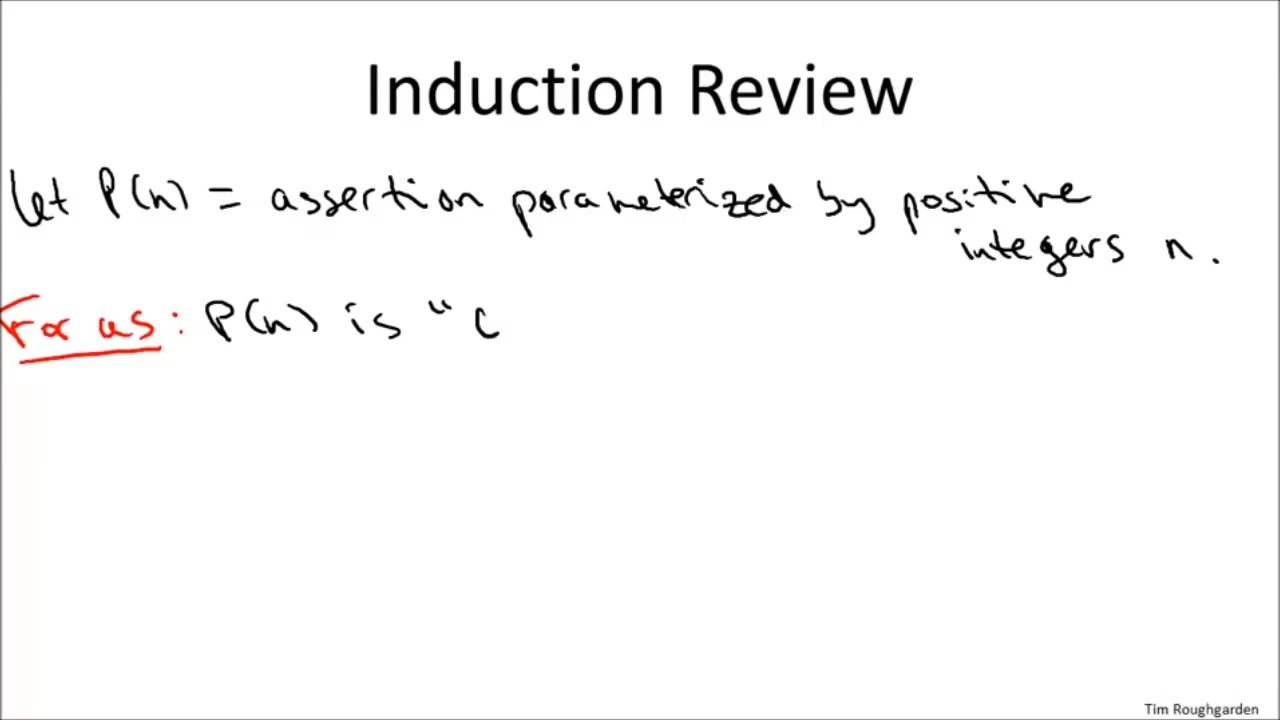 Induction Review
Let P(n) = assertion parameterized by positive
integers n.
For us: P(n) is "C
Tim Roughgarden